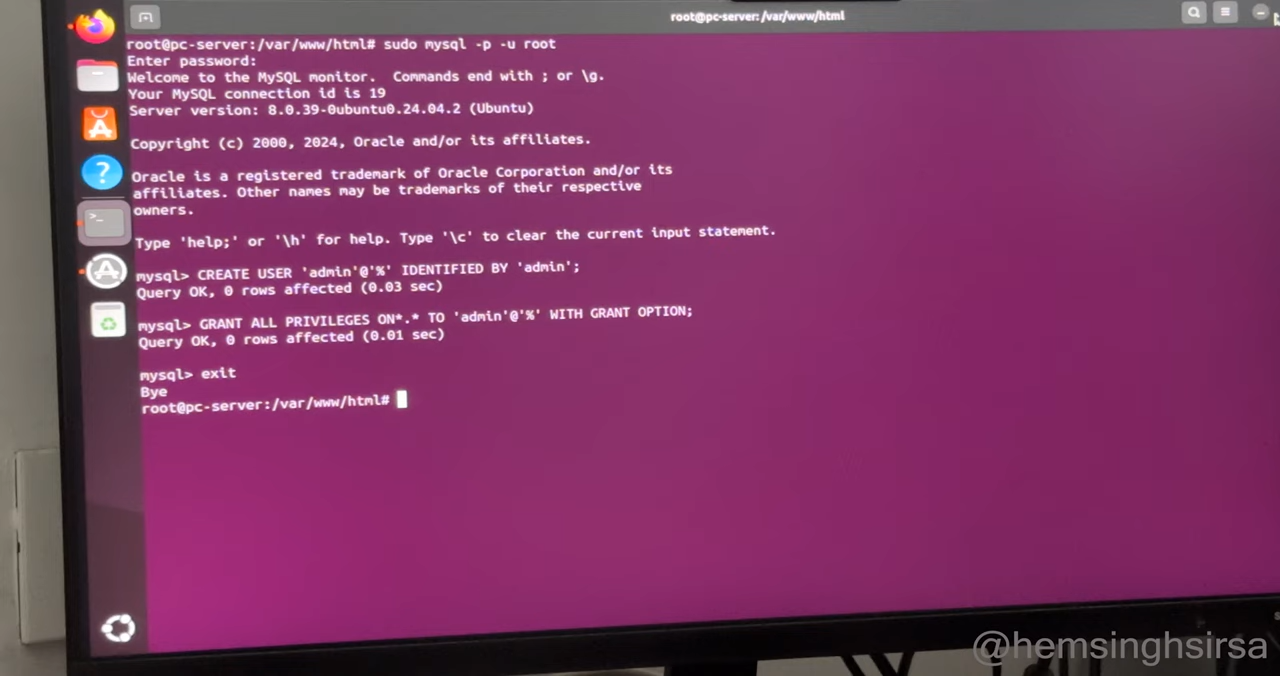 root@pc-server: /var/www/html
root@pc-server:/var/www/html# sudo mysql -p -u root
Enter password:
Welcome to the MySQL monitor.  Commands end with ; or \g.
Your MySQL connection id is 19
Server version: 8.0.39-0ubuntu0.24.04.2 (Ubuntu)
Copyright (c) 2000, 2024, Oracle and/or its affiliates.
Oracle is a registered trademark of Oracle Corporation and/or its
affiliates. Other names may be trademarks of their respective
owners.
Type 'help;' or '\h' for help. Type '\c' to clear the current input statement.
mysql> CREATE USER 'admin'@'%' IDENTIFIED BY 'admin';
Query OK, 0 rows affected (0.03 sec)
mysql> GRANT ALL PRIVILEGES ON*.* TO 'admin'@'%' WITH GRANT OPTION;
Query OK, 0 rows affected (0.01 sec)
mysql> exit
Bye
root@pc-server:/var/www/html#
@hemsinghsirsa